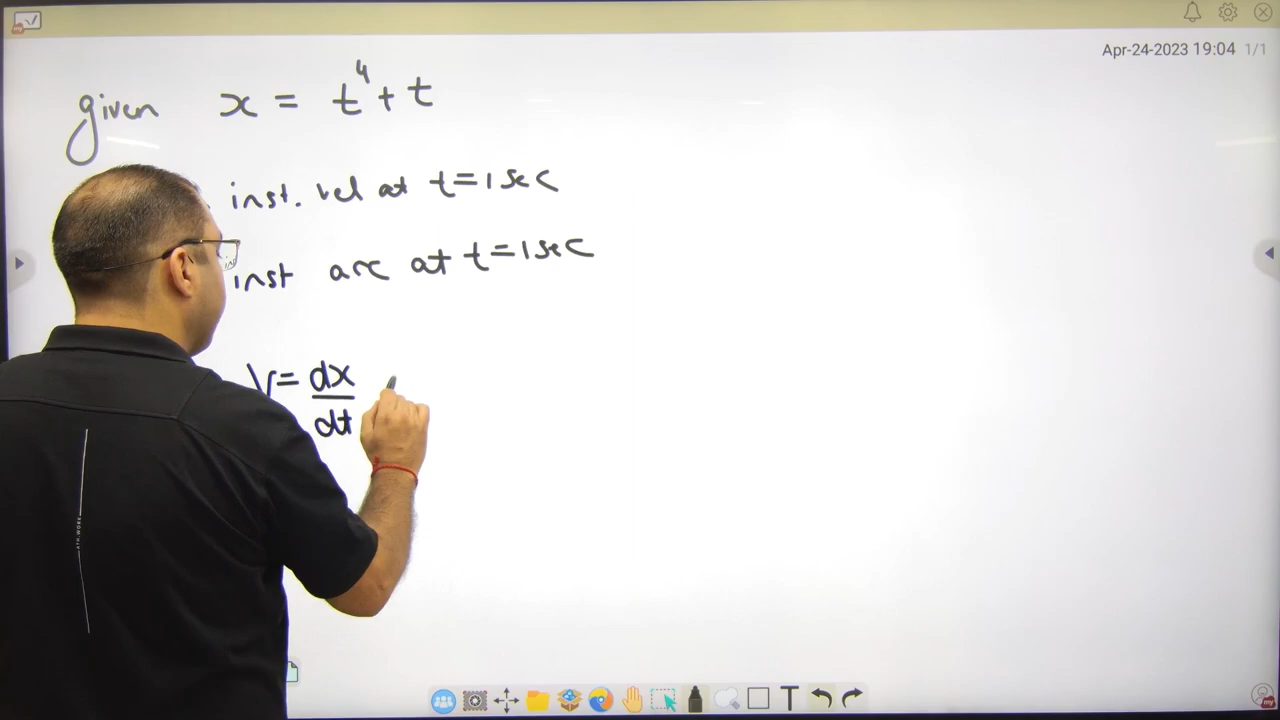 Apr-24-2023 19:04 1/1
given x = t⁴ + t
inst. vel at t = 1 sec
inst acc at t = 1 sec
V = dx
dt
T
my